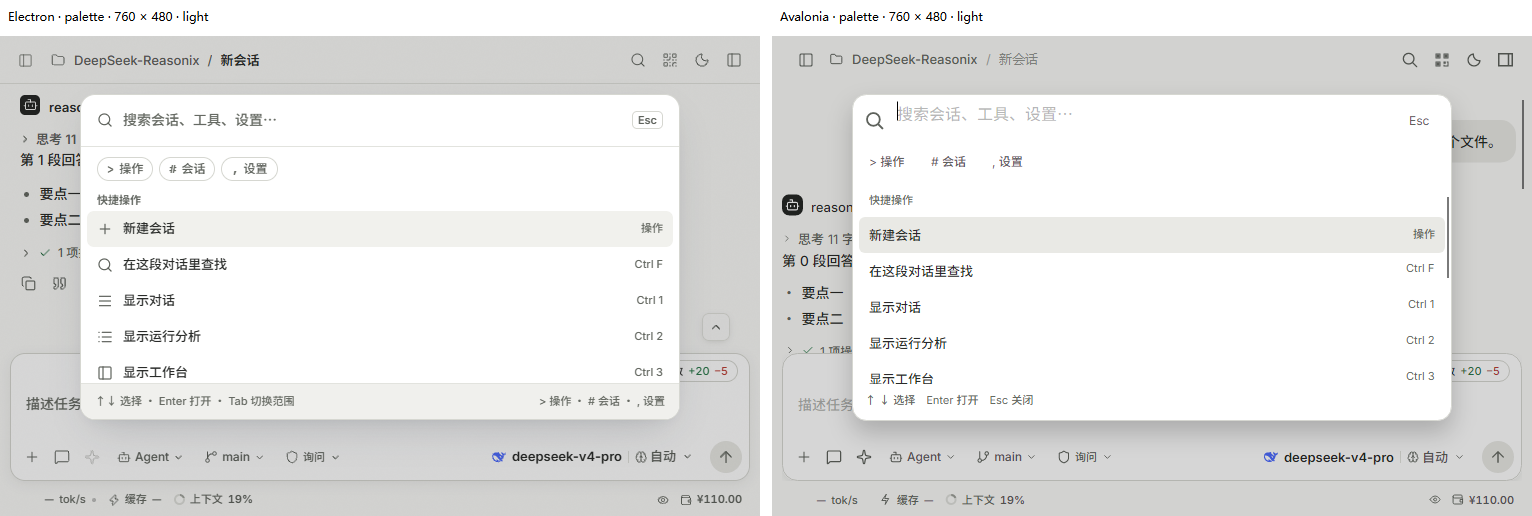 Electron · palette · 760 × 480 · light
DeepSeek-Reasonix / 新会话
reaso
搜索会话、工具、设置…
Esc
思考 11
第 1 段回答
> 操作
# 会话
, 设置
要点一
快捷操作
要点二
新建会话
操作
1 项
在这段对话里查找
Ctrl F
显示对话
Ctrl 1
显示运行分析
Ctrl 2
显示工作台
Ctrl 3
+20 −5
↑↓ 选择 · Enter 打开 · Tab 切换范围
> 操作 · # 会话 · , 设置
描述任务
Agent
main
询问
deepseek-v4-pro
自动
— tok/s
缓存 —
上下文 19%
¥110.00
Avalonia · palette · 760 × 480 · light
DeepSeek-Reasonix / 新会话
搜索会话、工具、设置…
Esc
个文件。
> 操作
# 会话
, 设置
快捷操作
reason
新建会话
操作
思考 11 字
第 0 段回答
在这段对话里查找
Ctrl F
要点一
显示对话
Ctrl 1
要点二
显示运行分析
Ctrl 2
1 项操
显示工作台
Ctrl 3
+20 −5
↑ ↓ 选择 Enter 打开 Esc 关闭
描述任务
Agent
main
询问
deepseek-v4-pro
自动
— tok/s
缓存 —
上下文 19%
¥110.00